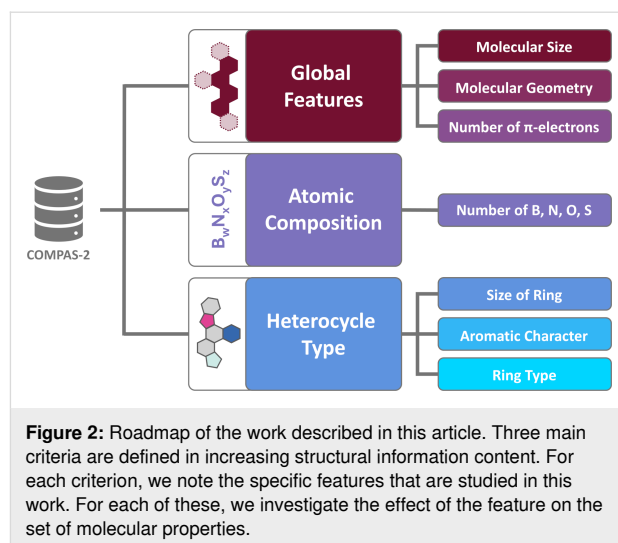 COMPAS-2
Global
Features
Molecular Size
Molecular Geometry
Number of π-electrons
BwNxOySz
Atomic
Composition
Number of B, N, O, S
Heterocycle
Type
Size of Ring
Aromatic Character
Ring Type
Figure 2: Roadmap of the work described in this article. Three main
criteria are defined in increasing structural information content. For
each criterion, we note the specific features that are studied in this
work. For each of these, we investigate the effect of the feature on the
set of molecular properties.